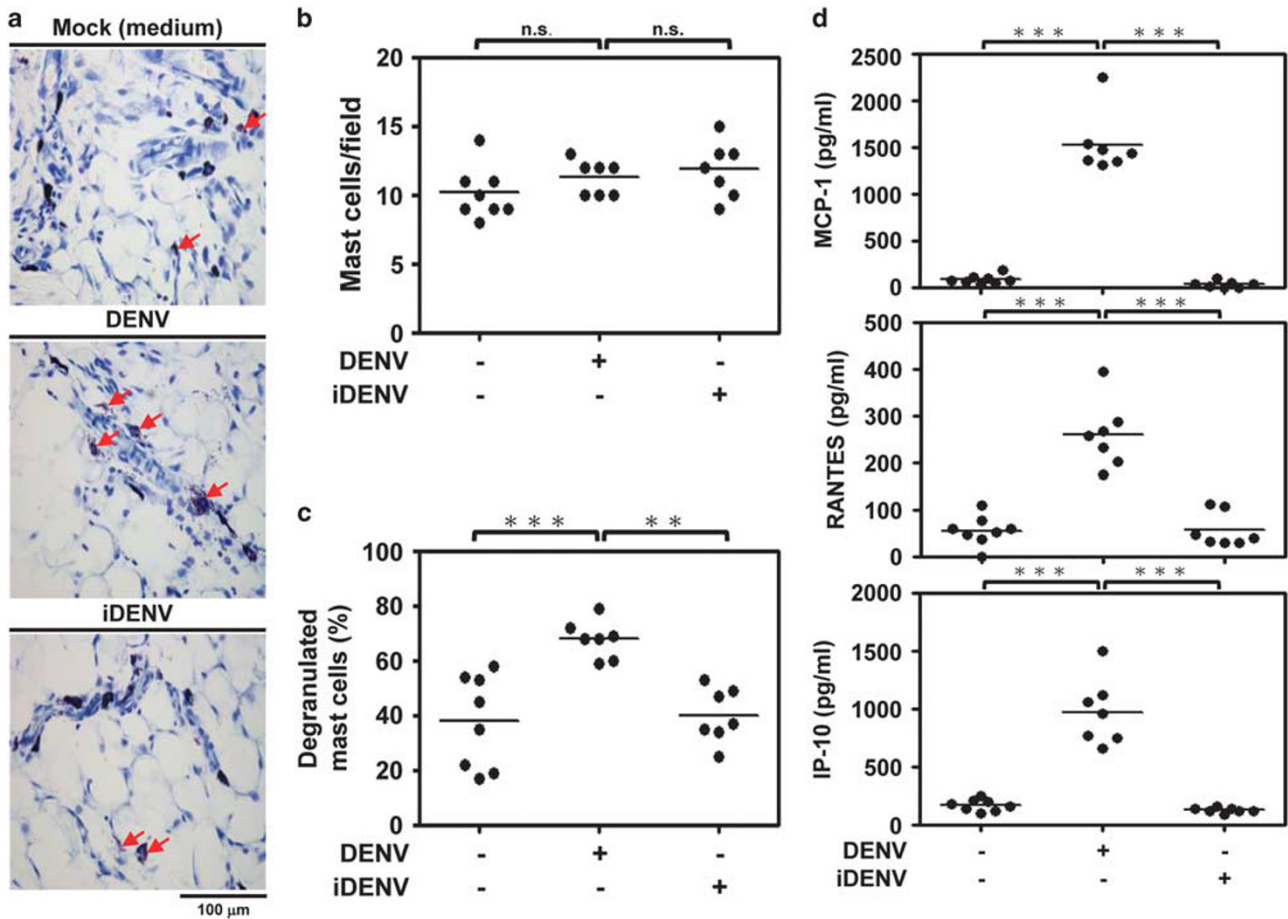 a
Mock (medium)
DENV
iDENV
100 μm
b
n.s. n.s.
Mast cells/field
20
15
10
5
0
DENV - + -
iDENV - - +
c
*** **
Degranulated
mast cells (%)
100
80
60
40
20
0
DENV - + -
iDENV - - +
d
*** ***
MCP-1 (pg/ml)
2500
2000
1500
1000
500
0
*** ***
RANTES (pg/ml)
500
400
300
200
100
0
*** ***
IP-10 (pg/ml)
2000
1500
1000
500
0
DENV - + -
iDENV - - +